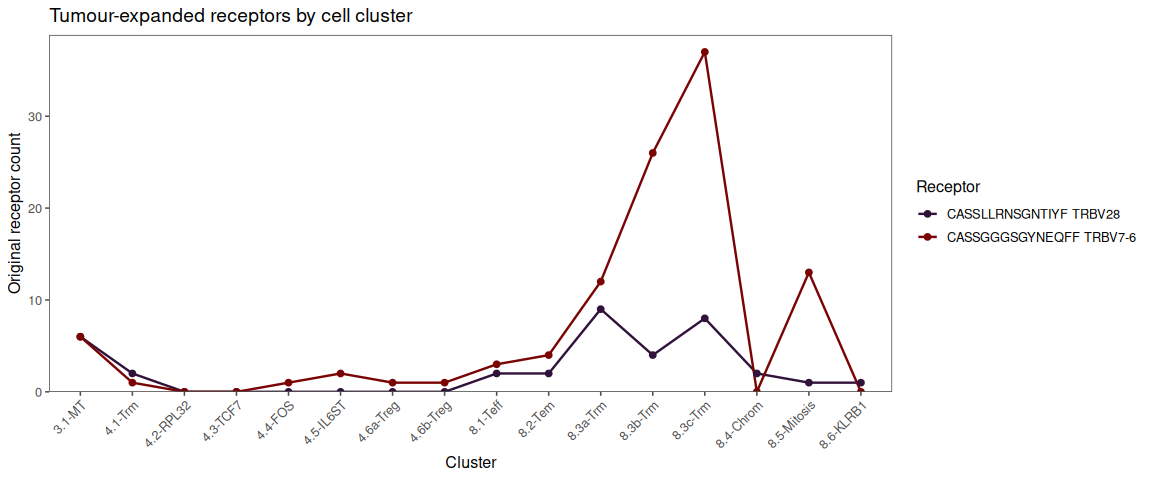 Tumour-expanded receptors by cell cluster
Original receptor count
30
20
10
0
3.1-MT
4.1-Trm
4.2-RPL32
4.3-TCF7
4.4-FOS
4.5-IL6ST
4.6a-Treg
4.6b-Treg
8.1-Teff
8.2-Tem
8.3a-Trm
8.3b-Trm
8.3c-Trm
8.4-Chrom
8.5-Mitosis
8.6-KLRB1
Cluster
Receptor
CASSLLRNSGNTIYF TRBV28
CASSGGGSGYNEQFF TRBV7-6